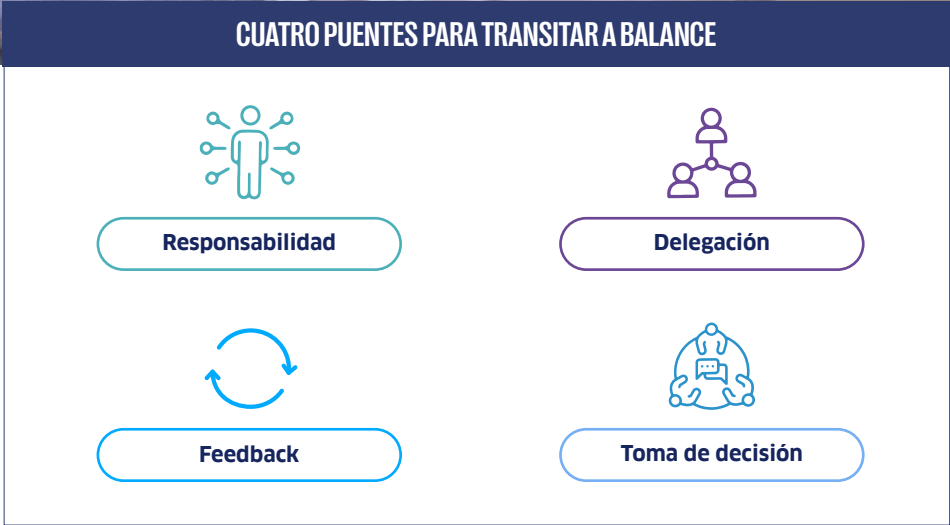 CUATRO PUENTES PARA TRANSITAR A BALANCE
Responsabilidad
Delegación
Feedback
Toma de decisión